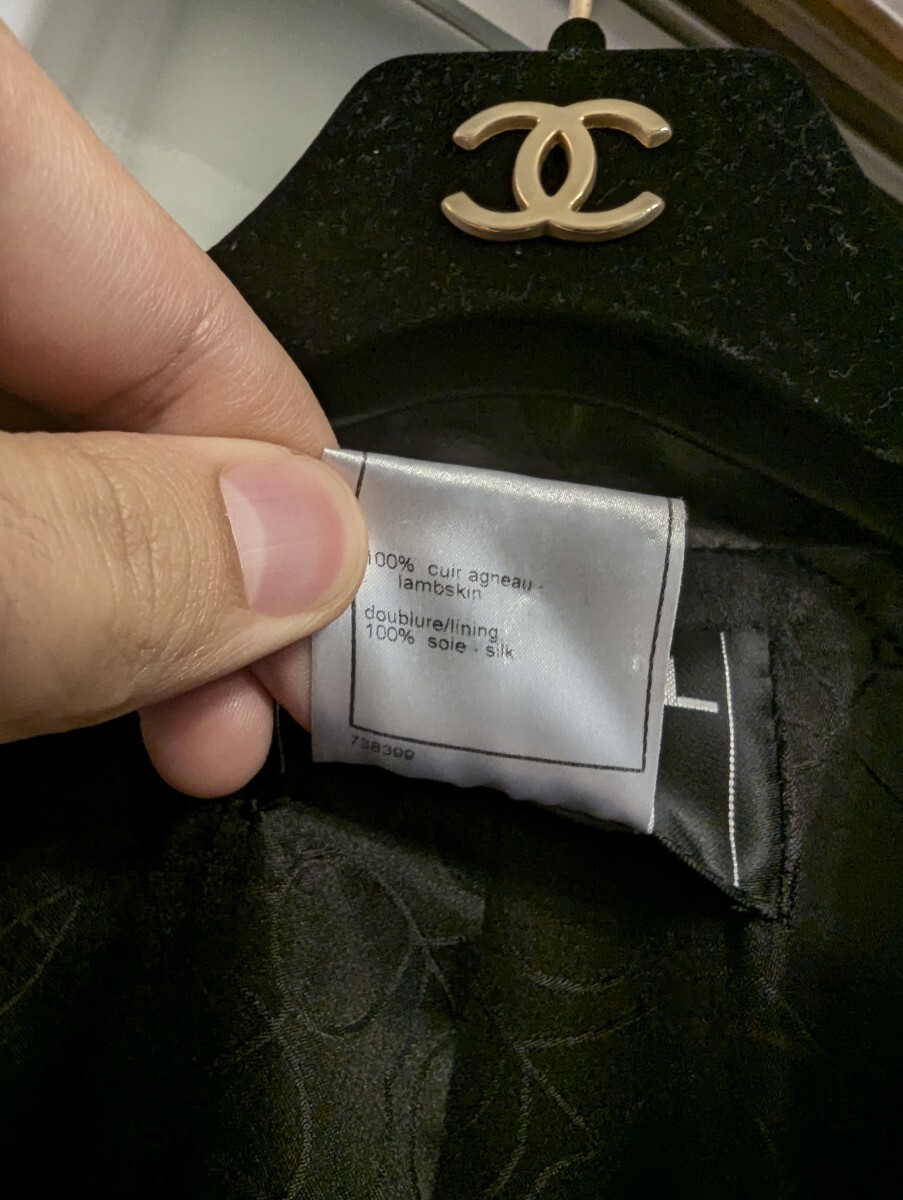 100% cuir agneau -
lambskin
doublure/lining
100% soie - silk
738399